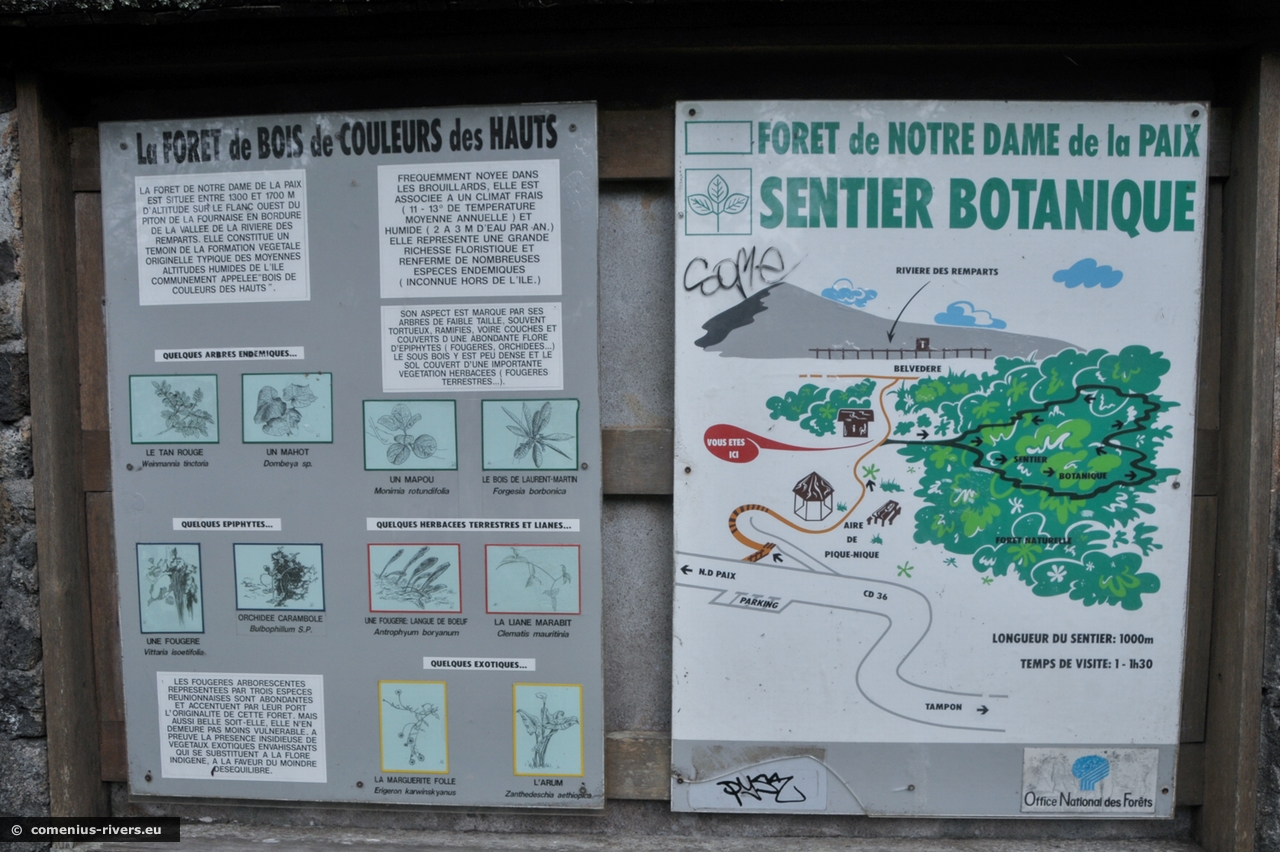 La FORET de BOIS de COULEURS des HAUTS
LA FORET DE NOTRE DAME DE LA PAIX
EST SITUEE ENTRE 1300 ET 1700 M
D'ALTITUDE SUR LE FLANC OUEST DU
PITON DE LA FOURNAISE EN BORDURE
DE LA VALLEE DE LA RIVIERE DES
REMPARTS. ELLE CONSTITUE UN
TEMOIN DE LA FORMATION VEGETALE
ORIGINELLE TYPIQUE DES MOYENNES
ALTITUDES HUMIDES DE L'ILE
COMMUNEMENT APPELEE"BOIS DE
COULEURS DES HAUTS".
FREQUEMMENT NOYEE DANS
LES BROUILLARDS, ELLE EST
ASSOCIEE A UN CLIMAT FRAIS
( 11 - 13° DE TEMPERATURE
MOYENNE ANNUELLE ) ET
HUMIDE ( 2 A 3 M D'EAU PAR AN.)
ELLE REPRESENTE UNE GRANDE
RICHESSE FLORISTIQUE ET
RENFERME DE NOMBREUSES
ESPECES ENDEMIQUES
( INCONNUE HORS DE L'ILE.)
SON ASPECT EST MARQUE PAR SES
ARBRES DE FAIBLE TAILLE, SOUVENT
TORTUEUX, RAMIFIES, VOIRE COUCHES ET
COUVERTS D UNE ABONDANTE FLORE
D'EPIPHYTES ( FOUGERES, ORCHIDEES...)
LE SOUS BOIS Y EST PEU DENSE ET LE
SOL COUVERT D'UNE IMPORTANTE
VEGETATION HERBACEES ( FOUGERES
TERRESTRES...).
QUELQUES ARBRES ENDEMIQUES...
LE TAN ROUGE
Weinmannia tinctoria
UN MAHOT
Dombeya sp.
UN MAPOU
Monimia rotundifolia
LE BOIS DE LAURENT-MARTIN
Forgesia borbonica
QUELQUES EPIPHYTES...
QUELQUES HERBACEES TERRESTRES ET LIANES...
UNE FOUGERE
Vittaria isoetifolia.
ORCHIDEE CARAMBOLE
Bulbophillum S.P.
UNE FOUGERE LANGUE DE BOEUF
Antrophyum boryanum
LA LIANE MARABIT
Clematis mauritinia
QUELQUES EXOTIQUES...
LES FOUGERES ARBORESCENTES
REPRESENTEES PAR TROIS ESPECES
REUNIONNAISES SONT ABONDANTES
ET ACCENTUENT PAR LEUR PORT
L'ORIGINALITE DE CETTE FORET. MAIS
AUSSI BELLE SOIT-ELLE, ELLE N'EN
DEMEURE PAS MOINS VULNERABLE, A
PREUVE LA PRESENCE INSIDIEUSE DE
VEGETAUX EXOTIQUES ENVAHISSANTS
QUI SE SUBSTITUENT A LA FLORE
INDIGENE, A LA FAVEUR DU MOINDRE
DESEQUILIBRE.
LA MARGUERITE FOLLE
Erigeron karwinskyanus
L'ARUM
Zanthedeschia aethiopica
FORET de NOTRE DAME de la PAIX
SENTIER BOTANIQUE
RIVIERE DES REMPARTS
BELVEDERE
VOUS ETES
ICI
SENTIER
BOTANIQUE
AIRE
DE
PIQUE-NIQUE
FORET NATURELLE
N.D PAIX
CD 36
PARKING
LONGUEUR DU SENTIER: 1000m
TEMPS DE VISITE: 1 - 1h30
TAMPON
Office National des Forêts
© comenius-rivers.eu